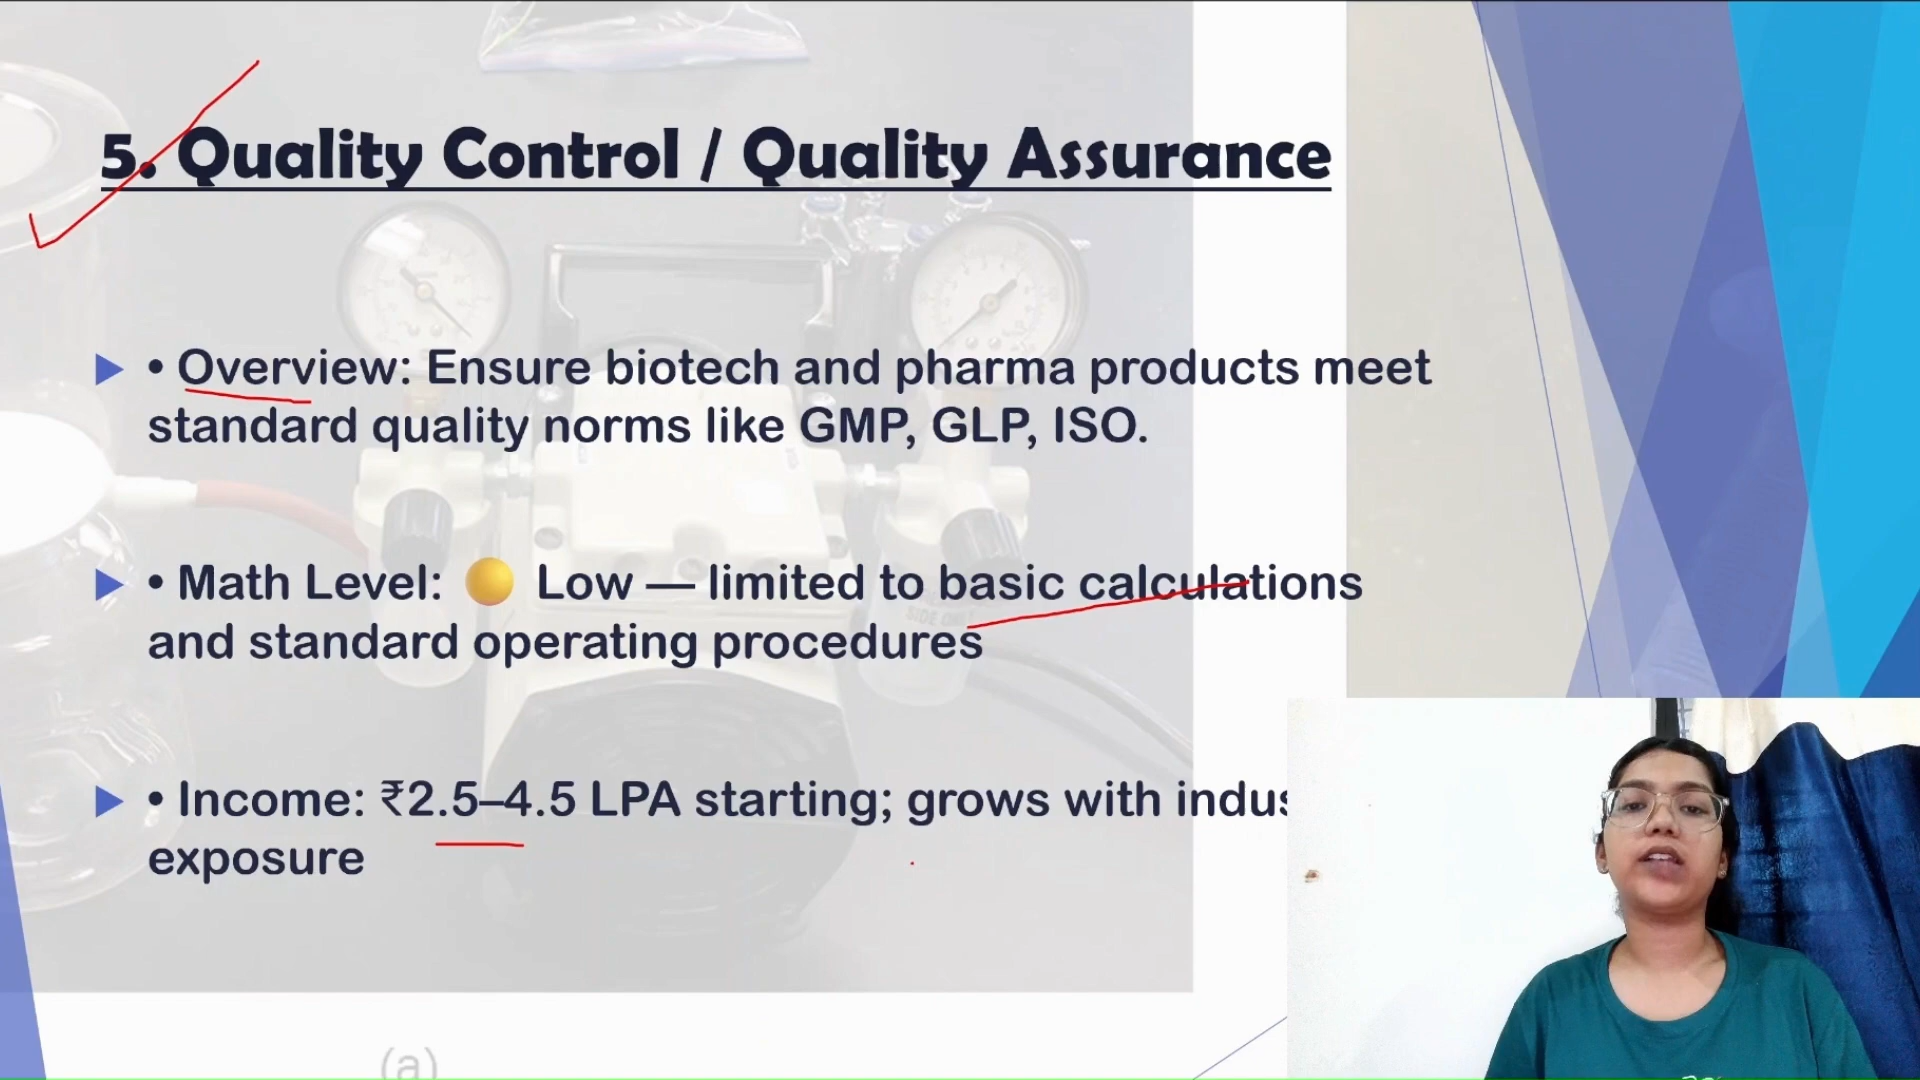 5. Quality Control / Quality Assurance
• Overview: Ensure biotech and pharma products meet
standard quality norms like GMP, GLP, ISO.
• Math Level: 🟡 Low — limited to basic calculations
and standard operating procedures
• Income: ₹2.5–4.5 LPA starting; grows with indus
exposure
(a)